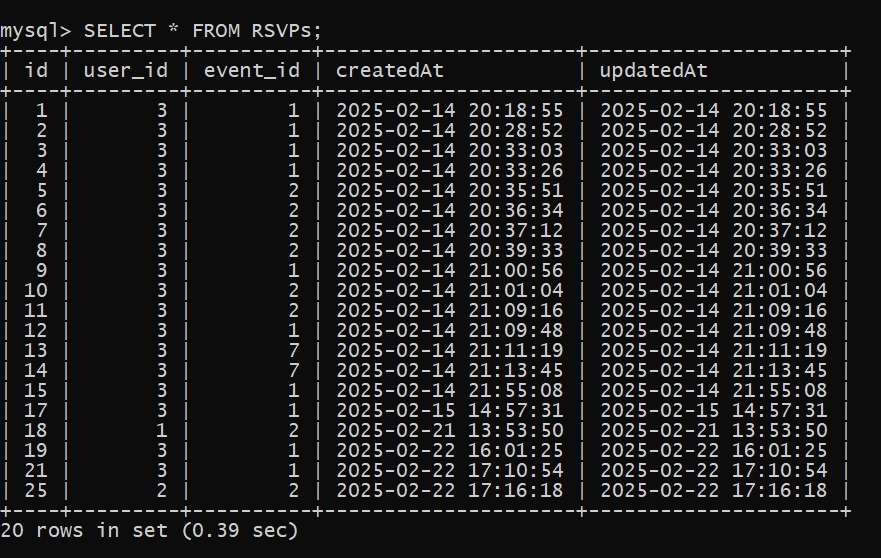 mysql> SELECT * FROM RSVPs;
+----+---------+----------+---------------------+---------------------+
| id | user_id | event_id | createdAt           | updatedAt           |
+----+---------+----------+---------------------+---------------------+
|  1 |       3 |        1 | 2025-02-14 20:18:55 | 2025-02-14 20:18:55 |
|  2 |       3 |        1 | 2025-02-14 20:28:52 | 2025-02-14 20:28:52 |
|  3 |       3 |        1 | 2025-02-14 20:33:03 | 2025-02-14 20:33:03 |
|  4 |       3 |        1 | 2025-02-14 20:33:26 | 2025-02-14 20:33:26 |
|  5 |       3 |        2 | 2025-02-14 20:35:51 | 2025-02-14 20:35:51 |
|  6 |       3 |        2 | 2025-02-14 20:36:34 | 2025-02-14 20:36:34 |
|  7 |       3 |        2 | 2025-02-14 20:37:12 | 2025-02-14 20:37:12 |
|  8 |       3 |        2 | 2025-02-14 20:39:33 | 2025-02-14 20:39:33 |
|  9 |       3 |        1 | 2025-02-14 21:00:56 | 2025-02-14 21:00:56 |
| 10 |       3 |        2 | 2025-02-14 21:01:04 | 2025-02-14 21:01:04 |
| 11 |       3 |        2 | 2025-02-14 21:09:16 | 2025-02-14 21:09:16 |
| 12 |       3 |        1 | 2025-02-14 21:09:48 | 2025-02-14 21:09:48 |
| 13 |       3 |        7 | 2025-02-14 21:11:19 | 2025-02-14 21:11:19 |
| 14 |       3 |        7 | 2025-02-14 21:13:45 | 2025-02-14 21:13:45 |
| 15 |       3 |        1 | 2025-02-14 21:55:08 | 2025-02-14 21:55:08 |
| 17 |       3 |        1 | 2025-02-15 14:57:31 | 2025-02-15 14:57:31 |
| 18 |       1 |        2 | 2025-02-21 13:53:50 | 2025-02-21 13:53:50 |
| 19 |       3 |        1 | 2025-02-22 16:01:25 | 2025-02-22 16:01:25 |
| 21 |       3 |        1 | 2025-02-22 17:10:54 | 2025-02-22 17:10:54 |
| 25 |       2 |        2 | 2025-02-22 17:16:18 | 2025-02-22 17:16:18 |
+----+---------+----------+---------------------+---------------------+
20 rows in set (0.39 sec)